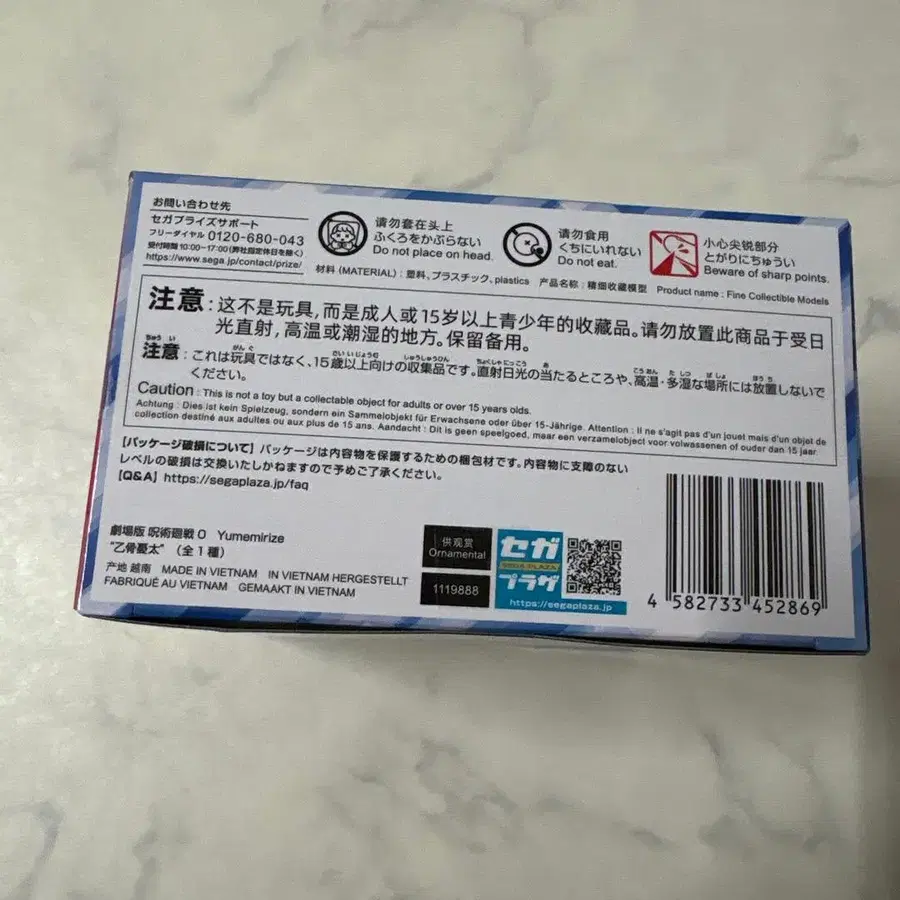 お問い合わせ先
セガプライズサポート
フリーダイヤル 0120-680-043
受付時間 10:00~17:00 (弊社指定休日を除く)
https://www.sega.jp/contact/prize/
请勿套在头上
ふくろをかぶらない
Do not place on head.
请勿食用
くちにいれない
Do not eat.
小心尖锐部分
とがりにちゅうい
Beware of sharp points.
材料 (MATERIAL) : 塑料、プラスチック、plastics 产品名称 : 精细收藏模型 Product name : Fine Collectible Models
注意 : 这不是玩具, 而是成人或15岁以上青少年的收藏品。请勿放置此商品于受日
光直射, 高温或潮湿的地方。保留备用。
注意 : これは玩具ではなく、15歳以上向けの収集品です。直射日光の当たるところや、高温・多湿な場所には放置しないで
ください。
Caution : This is not a toy but a collectable object for adults or over 15 years olds.
Achtung : Dies ist kein Spielzeug, sondern ein Sammelobjekt für Erwachsene oder über 15-Jährige. Attention : Il ne s'agit pas d'un jouet mais d'un objet de
collection destiné aux adultes ou aux plus de 15 ans. Aandacht : Dit is geen speelgoed, maar een verzamelobject voor volwassenen of ouder dan 15 jaar.
【パッケージ破損について】パッケージは内容物を保護するための梱包材です。内容物に支障のない
レベルの破損は交換いたしかねますので予めご了承ください。
【Q&A】https://segaplaza.jp/faq
劇場版 呪術廻戦 0 Yumemirize
"乙骨憂太" (全1種)
产地 越南 MADE IN VIETNAM IN VIETNAM HERGESTELLT
FABRIQUÉ AU VIETNAM GEMAAKT IN VIETNAM
供观赏
Ornamental
1119888
セガ
SEGA PLAZA
プラザ
https://segaplaza.jp
4 582733 452869